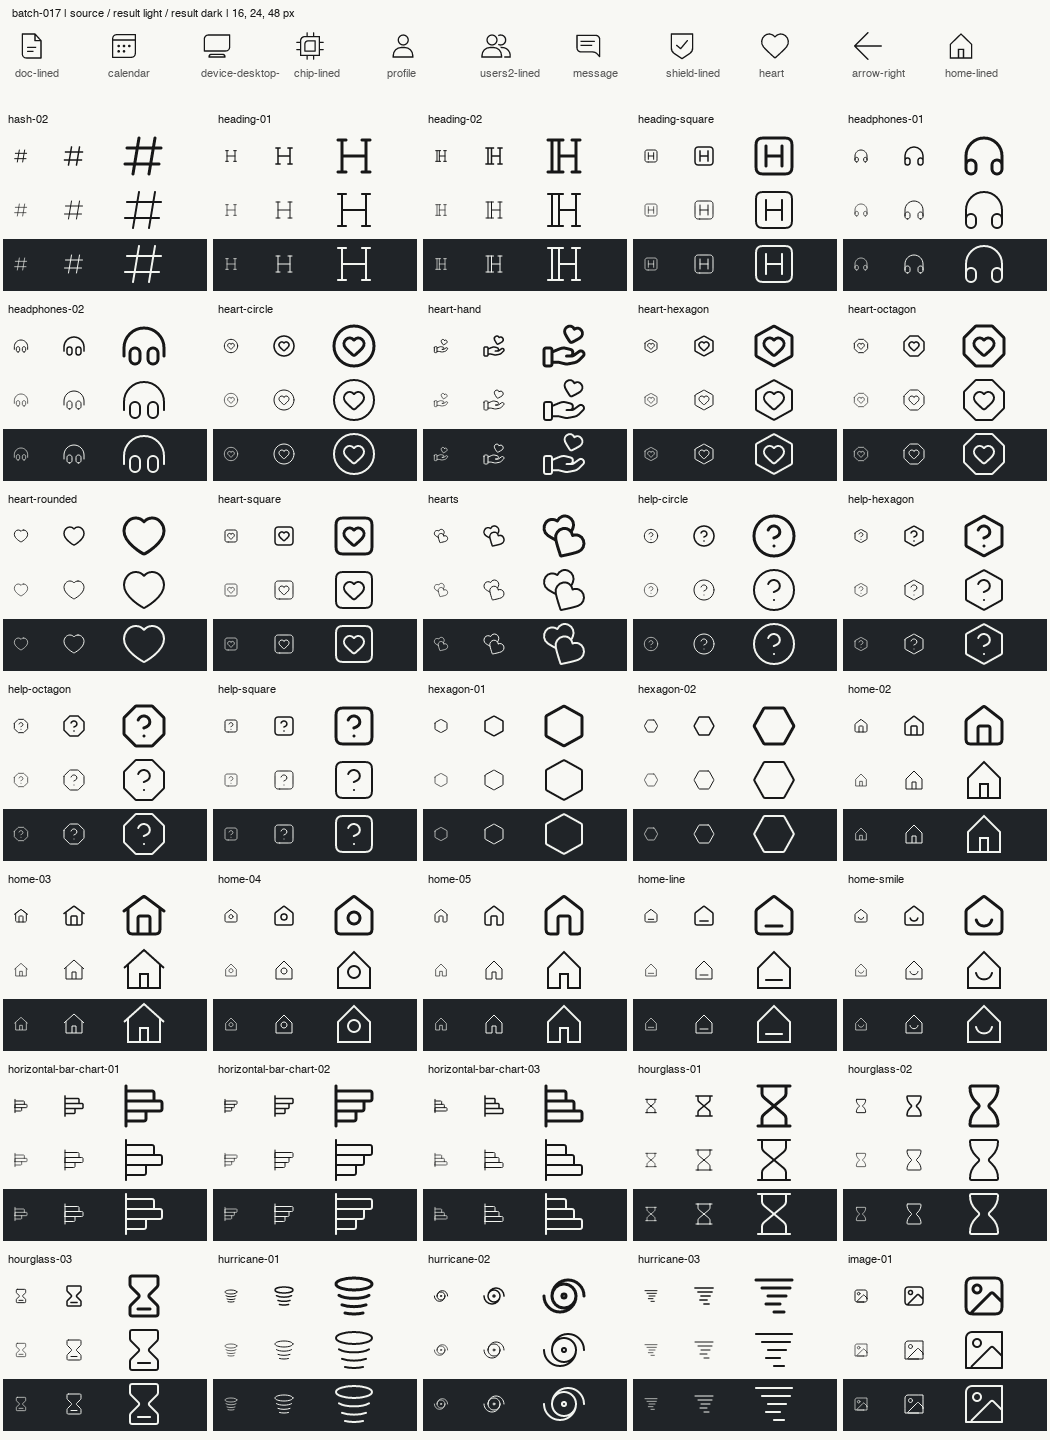 batch-017 | source / result light / result dark | 16, 24, 48 px
doc-lined calendar device-desktop- chip-lined profile users2-lined message shield-lined heart arrow-right home-lined
hash-02 heading-01 heading-02 heading-square headphones-01
headphones-02 heart-circle heart-hand heart-hexagon heart-octagon
heart-rounded heart-square hearts help-circle help-hexagon
help-octagon help-square hexagon-01 hexagon-02 home-02
home-03 home-04 home-05 home-line home-smile
horizontal-bar-chart-01 horizontal-bar-chart-02 horizontal-bar-chart-03 hourglass-01 hourglass-02
hourglass-03 hurricane-01 hurricane-02 hurricane-03 image-01